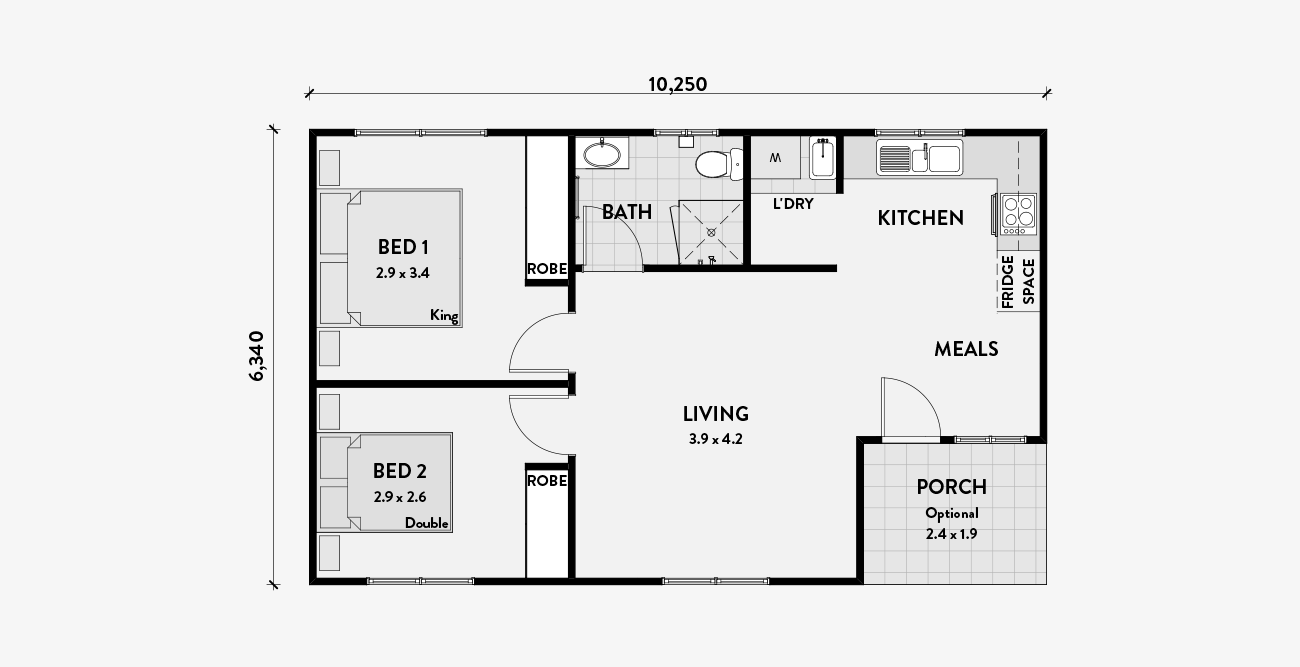 10,250
6,340
BED 1
2.9 x 3.4
King
ROBE
BATH
W
L'DRY
KITCHEN
FRIDGE
SPACE
MEALS
LIVING
3.9 x 4.2
BED 2
2.9 x 2.6
Double
ROBE
PORCH
Optional
2.4 x 1.9